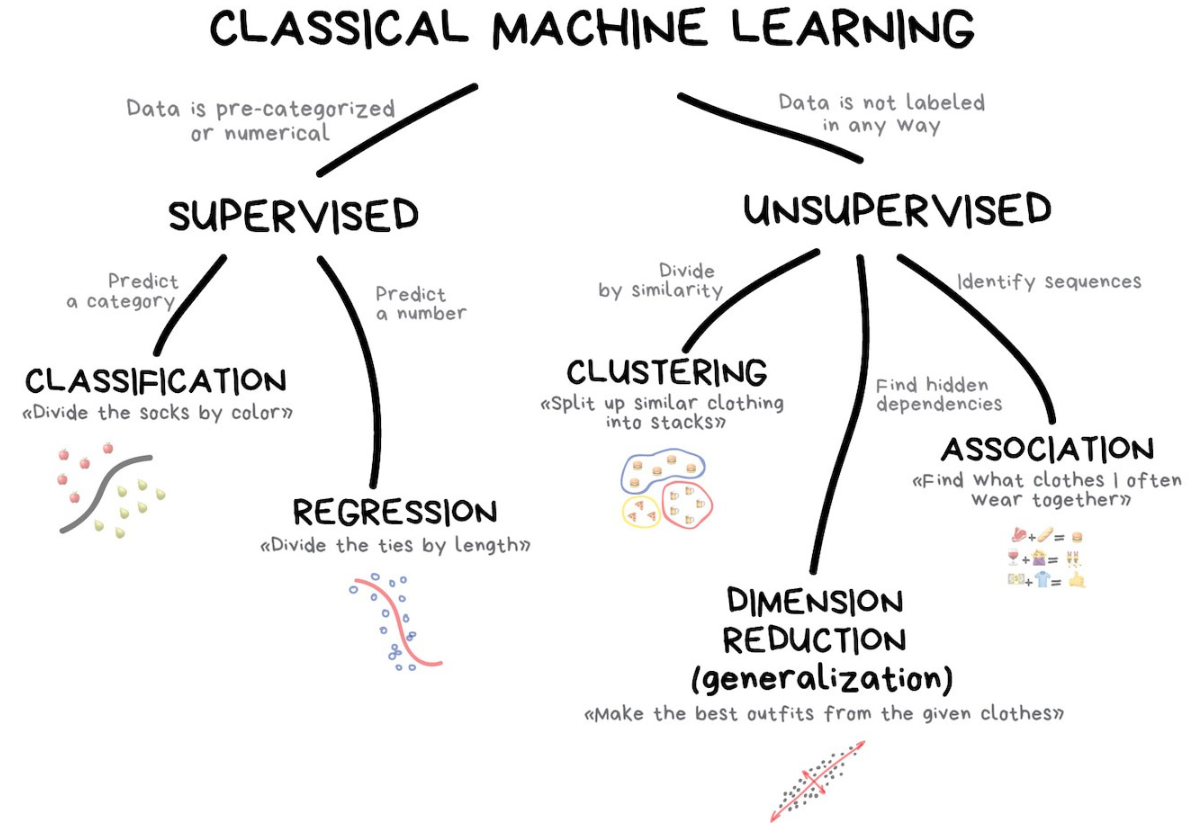 CLASSICAL MACHINE LEARNING
Data is pre-categorized
or numerical
Data is not labeled
in any way
SUPERVISED
UNSUPERVISED
Predict
a category
Predict
a number
Divide
by similarity
Identify sequences
CLASSIFICATION
«Divide the socks by color»
CLUSTERING
«Split up similar clothing
into stacks»
Find hidden
dependencies
ASSOCIATION
«Find what clothes I often
wear together»
REGRESSION
«Divide the ties by length»
+ =
+ =
+ =
DIMENSION
REDUCTION
(generalization)
«Make the best outfits from the given clothes»